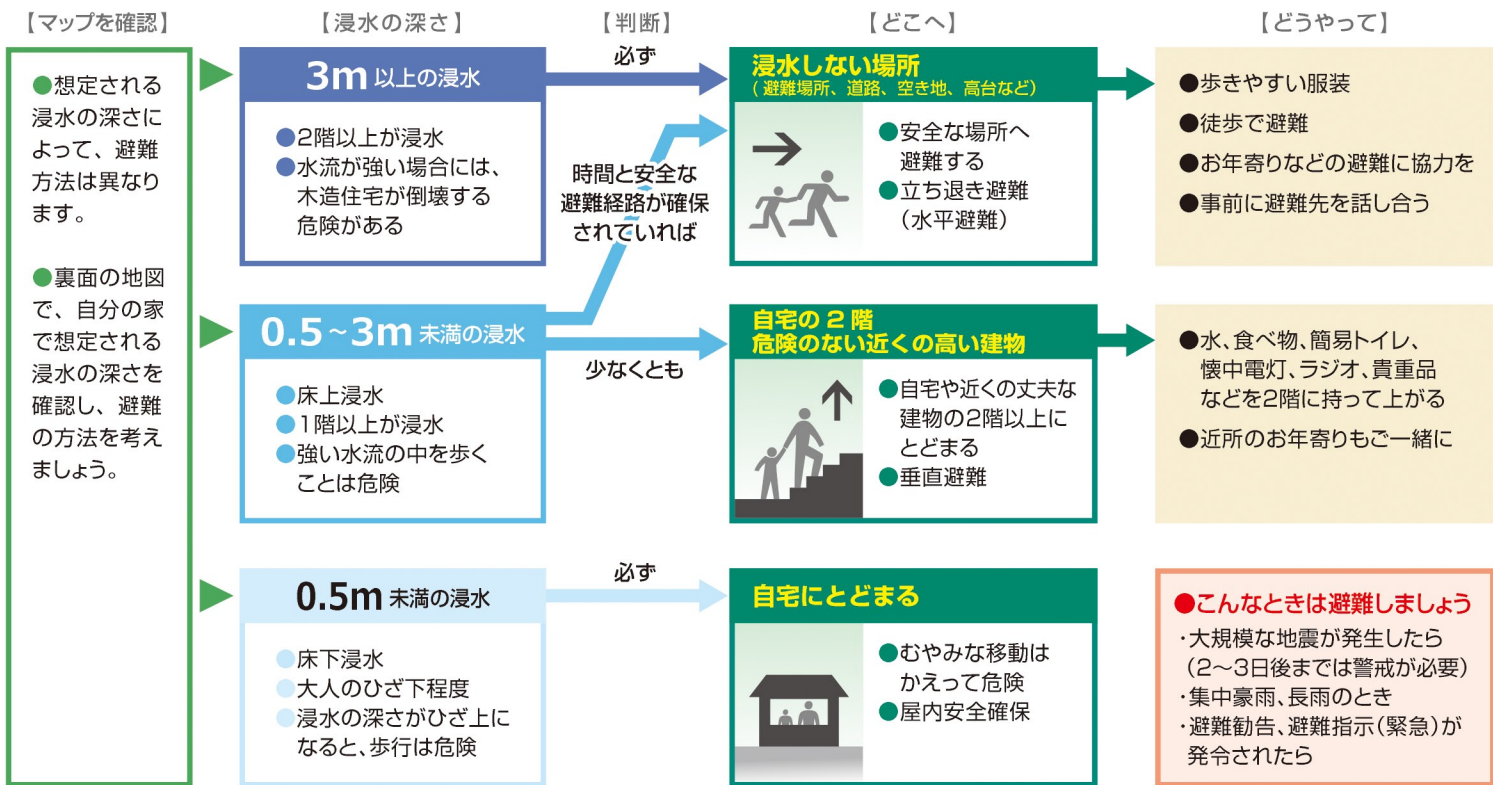 【マップを確認】
【浸水の深さ】
【判断】
【どこへ】
【どうやって】
●想定される
浸水の深さに
よって、避難
方法は異なり
ます。
●裏面の地図
で、自分の家
で想定される
浸水の深さを
確認し、避難
の方法を考え
ましょう。
3m 以上の浸水
●2階以上が浸水
●水流が強い場合には、
木造住宅が倒壊する
危険がある
必ず
時間と安全な
避難経路が確保
されていれば
浸水しない場所
(避難場所、道路、空き地、高台など)
●安全な場所へ
避難する
●立ち退き避難
(水平避難)
●歩きやすい服装
●徒歩で避難
●お年寄りなどの避難に協力を
●事前に避難先を話し合う
0.5~3m 未満の浸水
●床上浸水
●1階以上が浸水
●強い水流の中を歩く
ことは危険
少なくとも
自宅の2階
危険のない近くの高い建物
●自宅や近くの丈夫な
建物の2階以上に
とどまる
●垂直避難
●水、食べ物、簡易トイレ、
懐中電灯、ラジオ、貴重品
などを2階に持って上がる
●近所のお年寄りもご一緒に
0.5m 未満の浸水
●床下浸水
●大人のひざ下程度
●浸水の深さがひざ上に
なると、歩行は危険
必ず
自宅にとどまる
●むやみな移動は
かえって危険
●屋内安全確保
●こんなときは避難しましょう
・大規模な地震が発生したら
(2~3日後までは警戒が必要)
・集中豪雨、長雨のとき
・避難勧告、避難指示(緊急)が
発令されたら